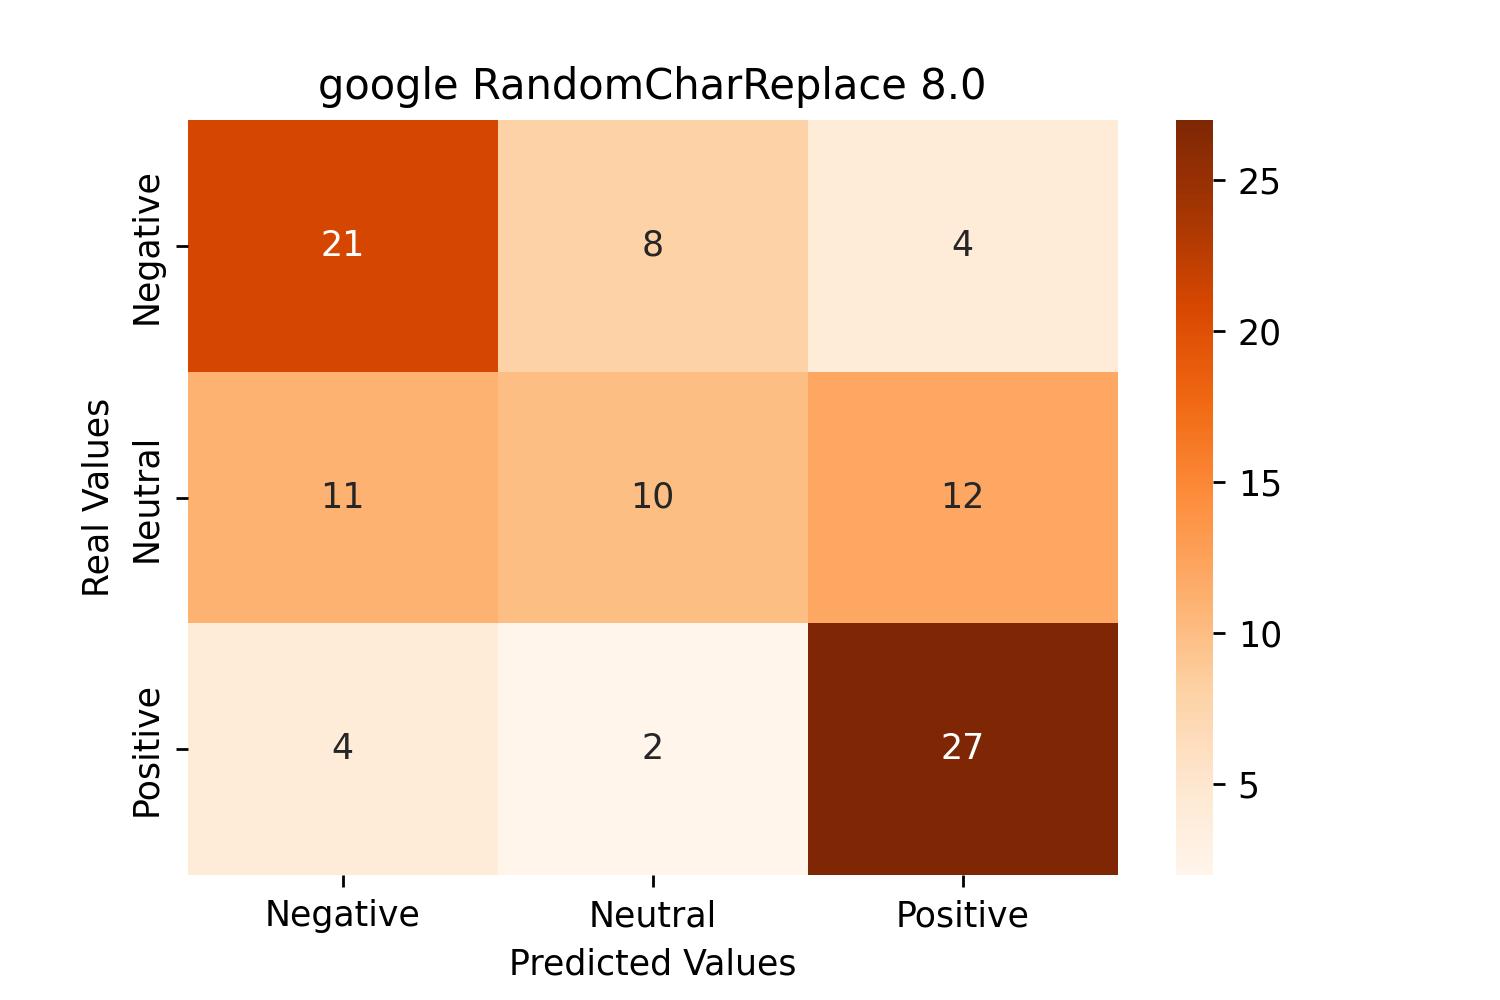 google RandomCharReplace 8.0
Real Values
Negative
21 8 4
Neutral
11 10 12
Positive
4 2 27
Negative Neutral Positive
Predicted Values
25
20
15
10
5